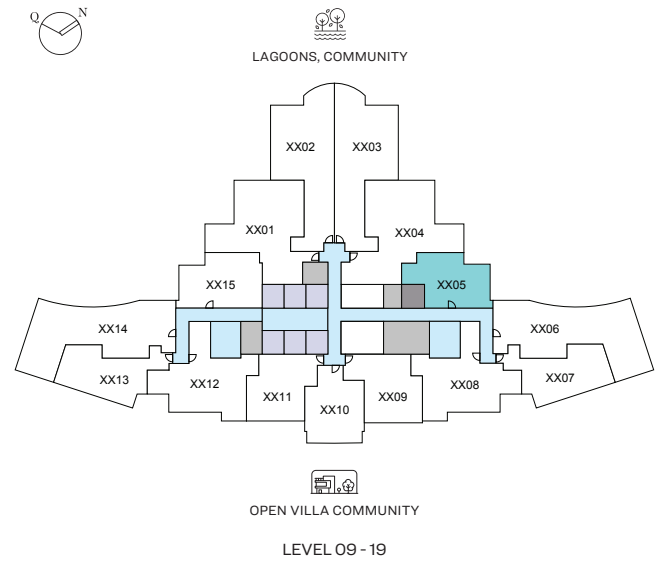 Q N
LAGOONS, COMMUNITY
XX02 XX03
XX01 XX04
XX15 XX05
XX14 XX06
XX13 XX12 XX11 XX10 XX09 XX08 XX07
OPEN VILLA COMMUNITY
LEVEL 09 - 19